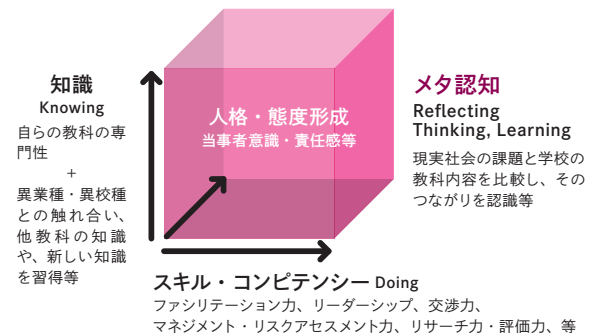 知識
Knowing
自らの教科の専
門性
+
異業種・異校種
との触れ合い、
他教科の知識
や、新しい知識
を習得等
人格・態度形成
当事者意識・責任感等
メタ認知
Reflecting
Thinking, Learning
現実社会の課題と学校の
教科内容を比較し、その
つながりを認識等
スキル・コンピテンシー Doing
ファシリテーション力、リーダーシップ、交渉力、
マネジメント・リスクアセスメント力、リサーチ力・評価力、等